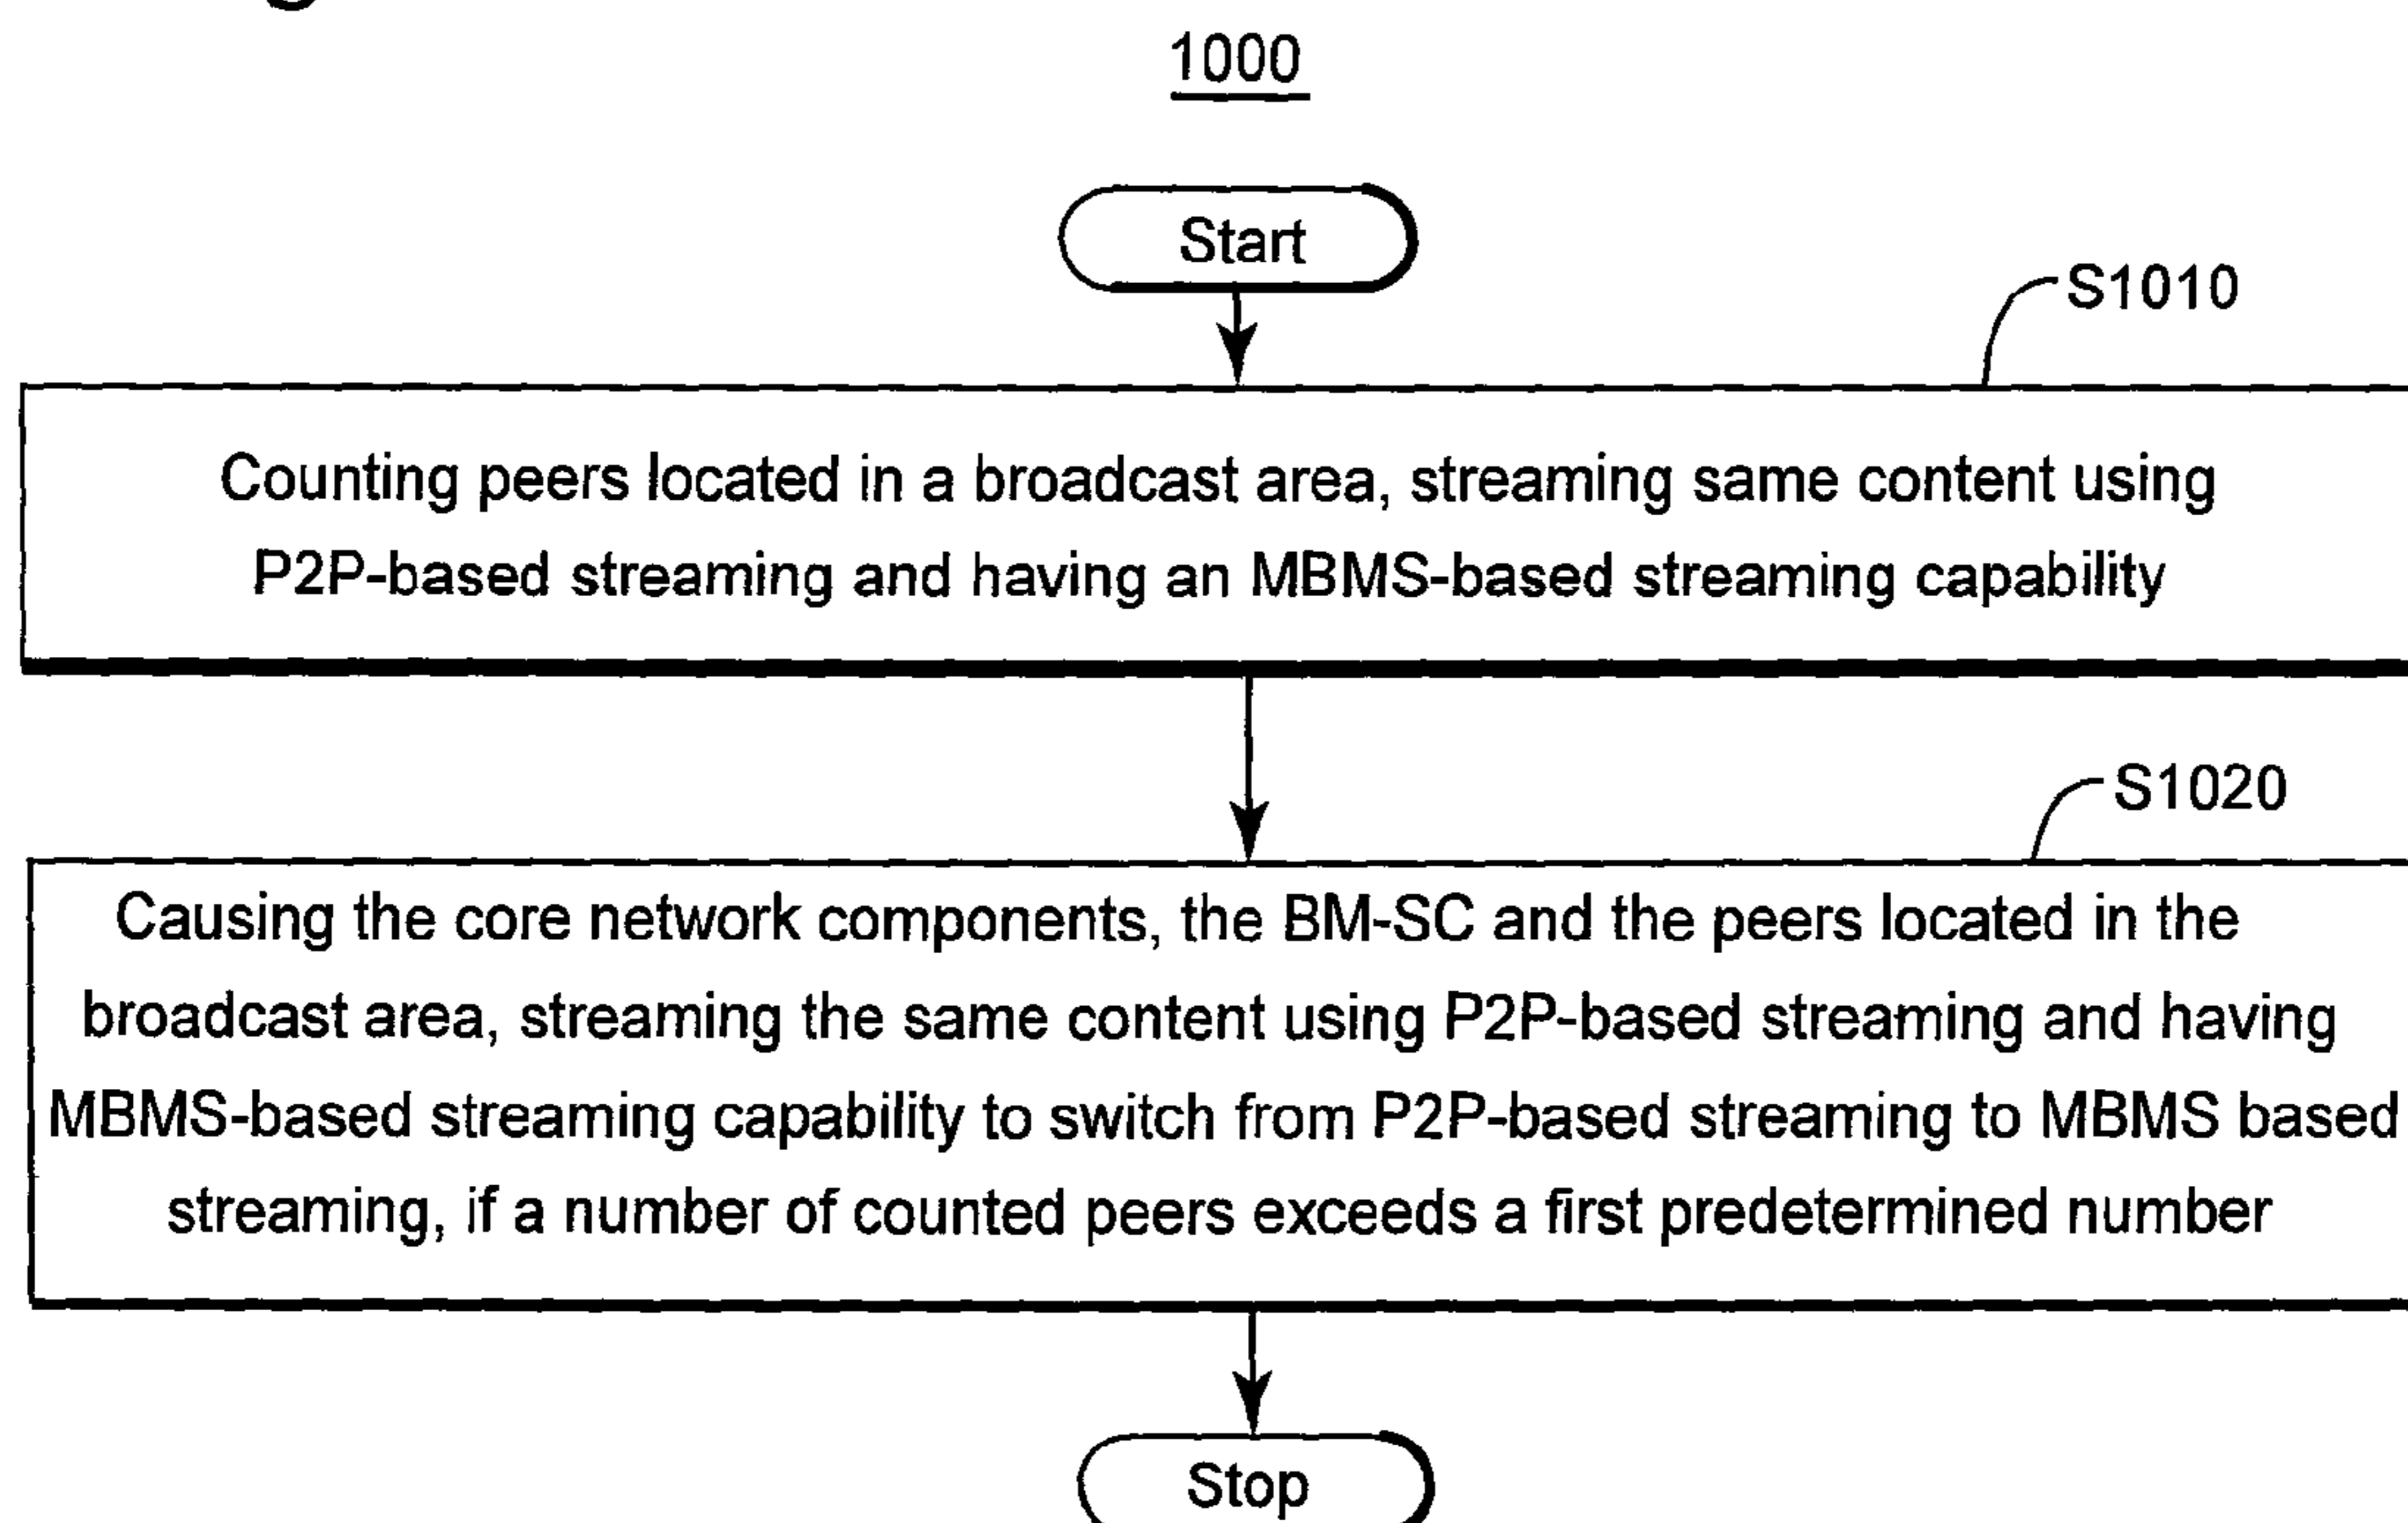 1000
Start
S1010
Counting peers located in a broadcast area, streaming same content using
P2P-based streaming and having an MBMS-based streaming capability
S1020
Causing the core network components, the BM-SC and the peers located in the
broadcast area, streaming the same content using P2P-based streaming and having
MBMS-based streaming capability to switch from P2P-based streaming to MBMS based
streaming, if a number of counted peers exceeds a first predetermined number
Stop